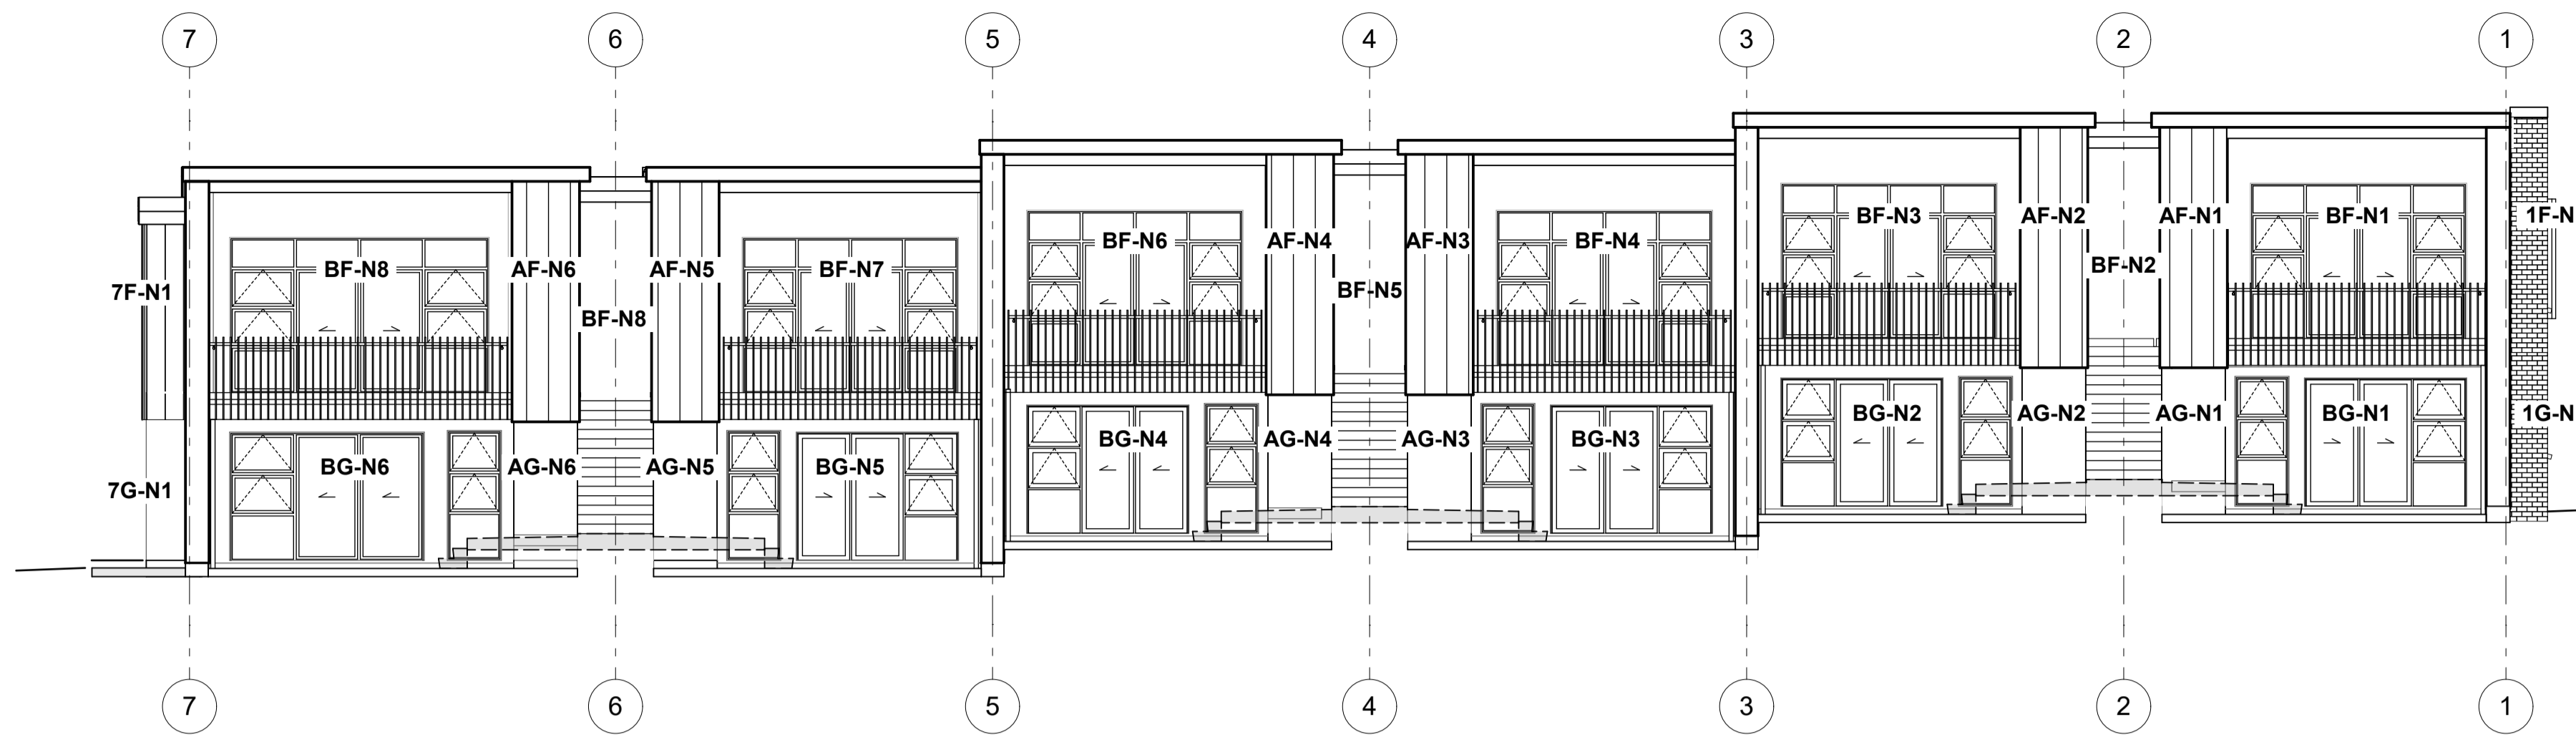 7 6 5 4 3 2 1
BF-N3 AF-N2 AF-N1 BF-N1 1F-N
BF-N6 AF-N4 AF-N3 BF-N4
BF-N2
BF-N8 AF-N6 AF-N5 BF-N7
7F-N1 BF-N5
BF-N8
BG-N2 AG-N2 AG-N1 BG-N1 1G-N
BG-N4 AG-N4 AG-N3 BG-N3
BG-N6 AG-N6 AG-N5 BG-N5
7G-N1
7 6 5 4 3 2 1